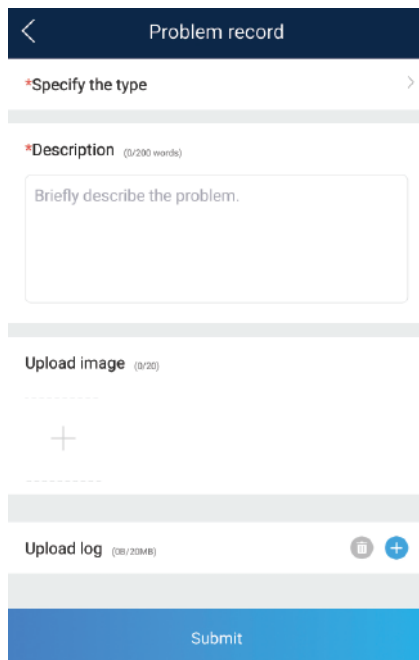 Problem record
*Specify the type
*Description (0/200 words)
Briefly describe the problem.
Upload image (0/20)
Upload log (0B/20MB)
Submit